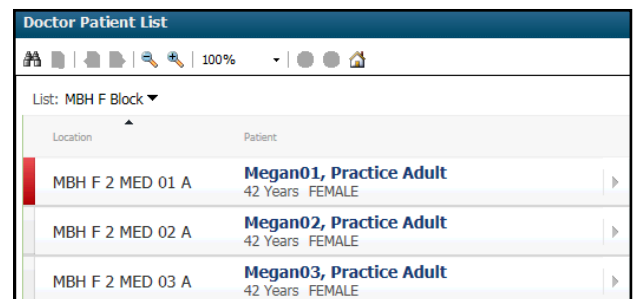 Doctor Patient List
100%
List: MBH F Block
Location Patient
MBH F 2 MED 01 A Megan01, Practice Adult
42 Years FEMALE
MBH F 2 MED 02 A Megan02, Practice Adult
42 Years FEMALE
MBH F 2 MED 03 A Megan03, Practice Adult
42 Years FEMALE